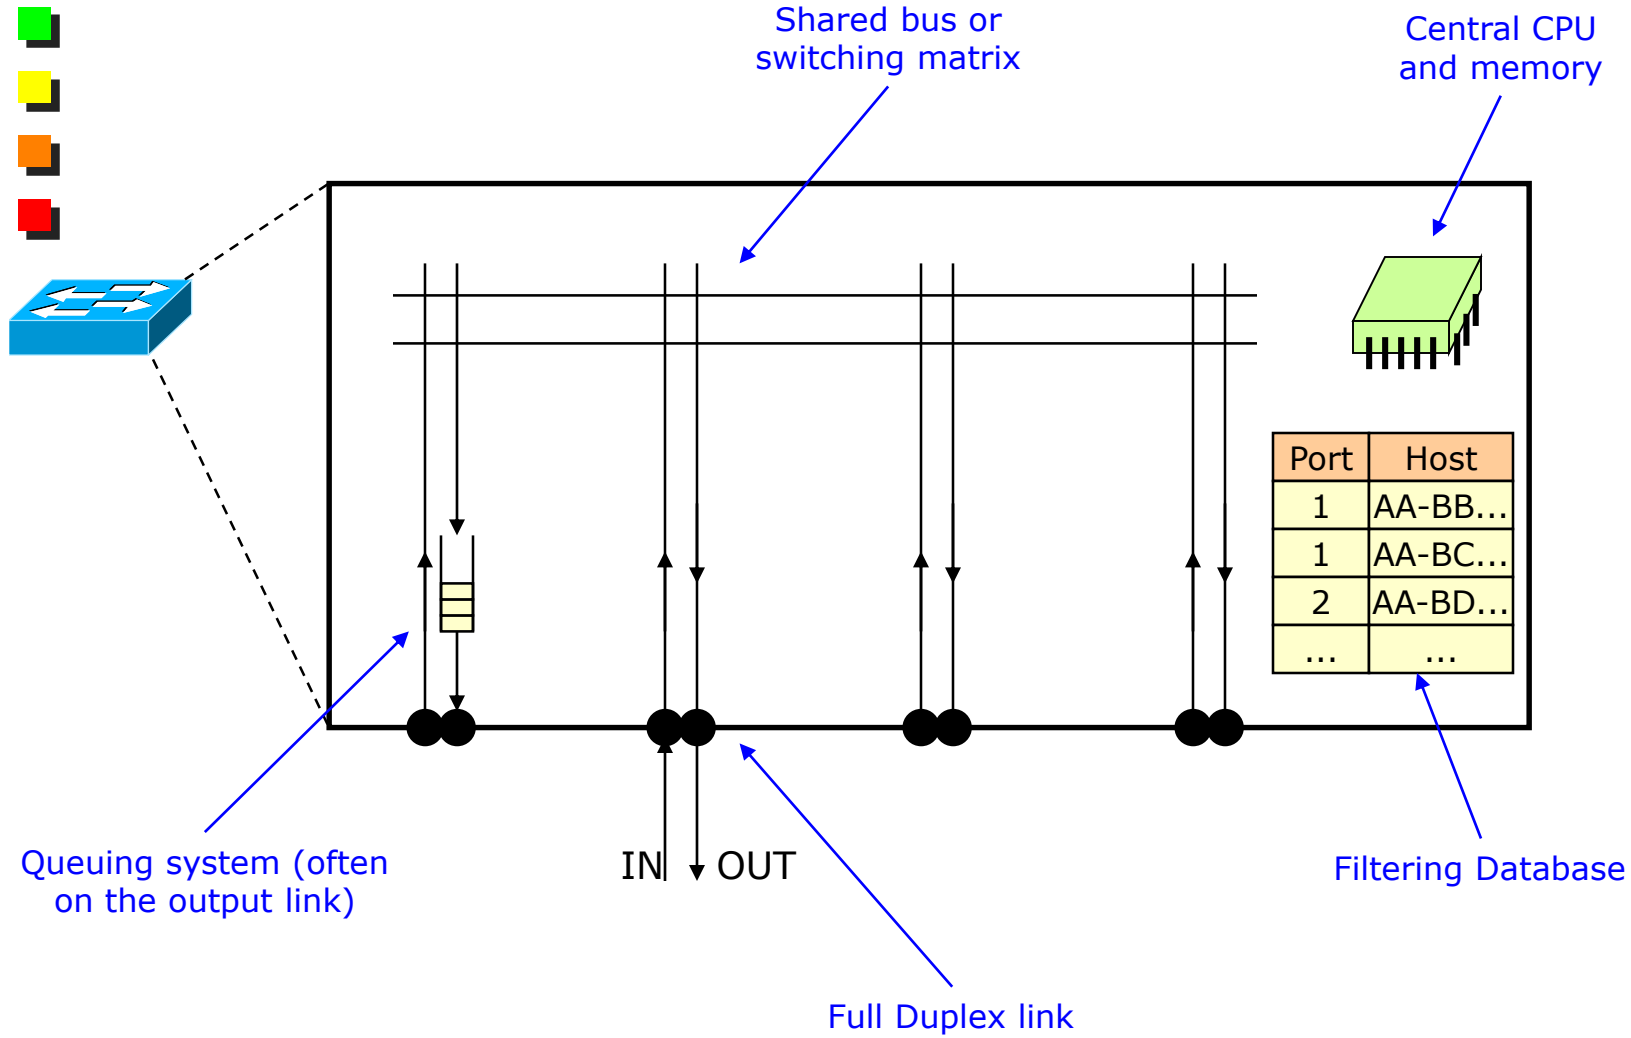 Shared bus or
switching matrix
Central CPU
and memory
Port Host
1 AA-BB...
1 AA-BC...
2 AA-BD...
... ...
Queuing system (often
on the output link)
IN OUT
Filtering Database
Full Duplex link